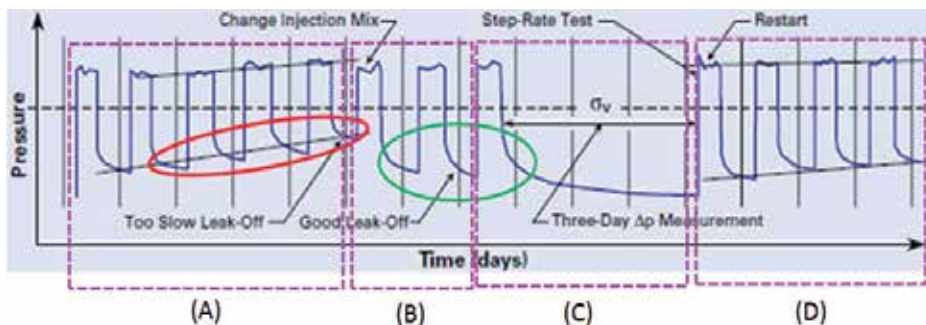 Change Injection Mix
Step-Rate Test
Restart
Pressure
σv
Too Slow Leak-Off
Good Leak-Off
Three-Day Δp Measurement
Time (days)
(A)
(B)
(C)
(D)